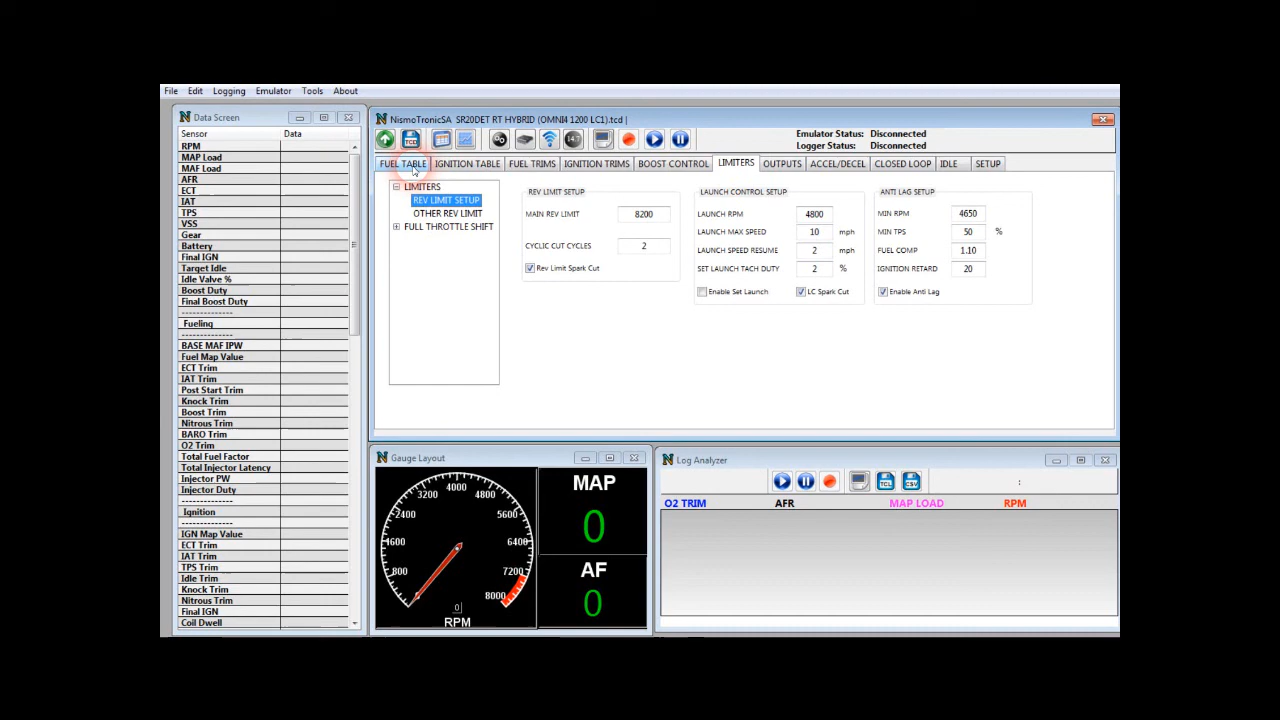 File Edit Logging Emulator Tools About
Data Screen
Sensor Data
RPM
MAP Load
MAF Load
AFR
ECT
IAT
TPS
VSS
Gear
Battery
Final IGN
Target Idle
Idle Valve %
Boost Duty
Final Boost Duty
--------------
Fueling
--------------
BASE MAF IPW
Fuel Map Value
ECT Trim
IAT Trim
Post Start Trim
Knock Trim
Boost Trim
Nitrous Trim
BARO Trim
O2 Trim
Total Fuel Factor
Total Injector Latency
Injector PW
Injector Duty
--------------
Ignition
--------------
IGN Map Value
ECT Trim
IAT Trim
TPS Trim
Idle Trim
Knock Trim
Nitrous Trim
Final IGN
Coil Dwell
NismoTronicSA SR20DET RT HYBRID (OMNI4 1200 LC1).tcd |
TCD 14.7
Emulator Status: Disconnected
Logger Status: Disconnected
FUEL TABLE IGNITION TABLE FUEL TRIMS IGNITION TRIMS BOOST CONTROL LIMITERS OUTPUTS ACCEL/DECEL CLOSED LOOP IDLE SETUP
LIMITERS
REV LIMIT SETUP
OTHER REV LIMIT
FULL THROTTLE SHIFT
REV LIMIT SETUP
MAIN REV LIMIT 8200
CYCLIC CUT CYCLES 2
Rev Limit Spark Cut
LAUNCH CONTROL SETUP
LAUNCH RPM 4800
LAUNCH MAX SPEED 10 mph
LAUNCH SPEED RESUME 2 mph
SET LAUNCH TACH DUTY 2 %
Enable Set Launch LC Spark Cut
ANTI LAG SETUP
MIN RPM 4650
MIN TPS 50 %
FUEL COMP 1.10
IGNITION RETARD 20
Enable Anti Lag
Gauge Layout
800
1600
2400
3200
4000
4800
5600
6400
7200
8000
0
RPM
MAP
0
AF
0
Log Analyzer
TCL CSV :
O2 TRIM AFR MAP LOAD RPM